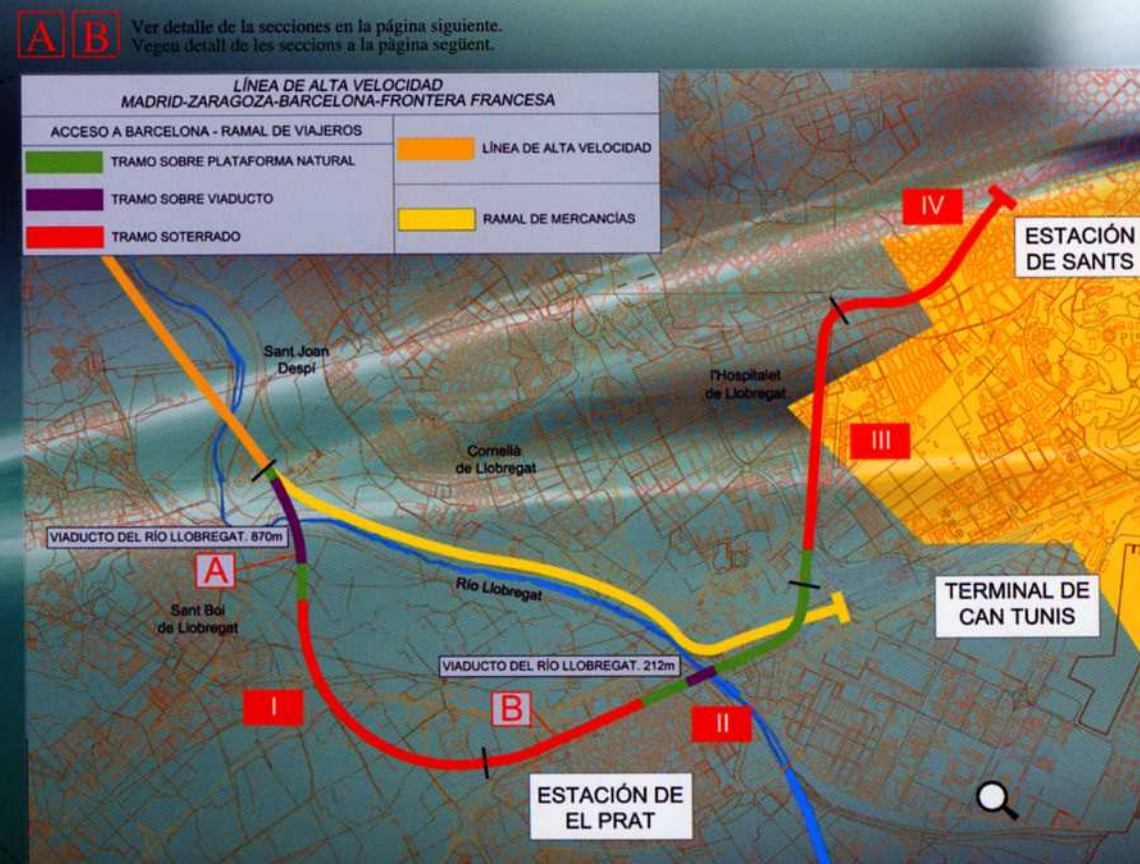 A B Ver detalle de la secciones en la página siguiente.
Vegeu detall de les seccions a la pàgina següent.
LÍNEA DE ALTA VELOCIDAD
MADRID-ZARAGOZA-BARCELONA-FRONTERA FRANCESA
ACCESO A BARCELONA - RAMAL DE VIAJEROS
TRAMO SOBRE PLATAFORMA NATURAL
TRAMO SOBRE VIADUCTO
TRAMO SOTERRADO
LÍNEA DE ALTA VELOCIDAD
RAMAL DE MERCANCÍAS
IV
ESTACIÓN
DE SANTS
Sant Joan
Despí
l'Hospitalet
de Llobregat
III
Cornellà
de Llobregat
VIADUCTO DEL RÍO LLOBREGAT. 870m
A
Río Llobregat
Sant Boi
de Llobregat
TERMINAL DE
CAN TUNIS
VIADUCTO DEL RÍO LLOBREGAT. 212m
I
B
II
ESTACIÓN DE
EL PRAT